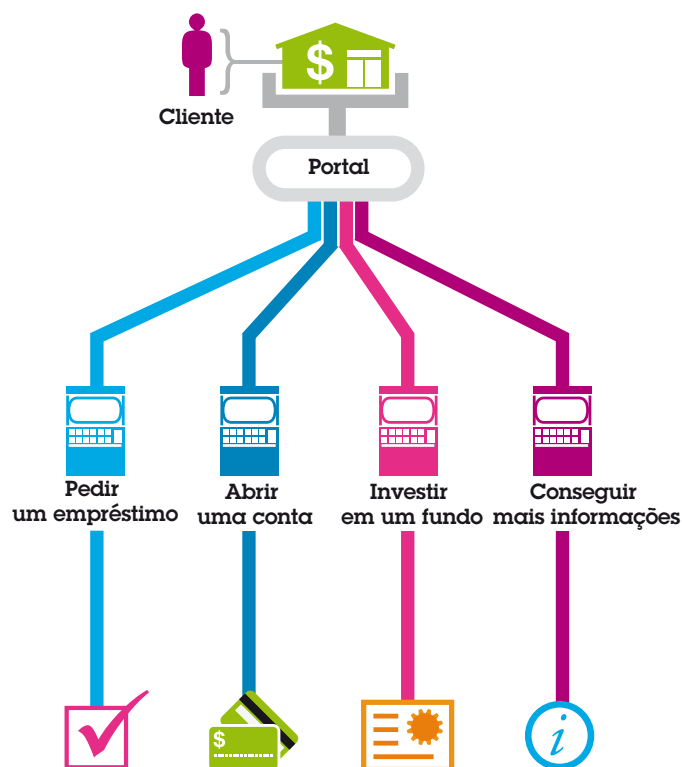 $
Cliente
Portal
Pedir
um empréstimo
Abrir
uma conta
Investir
em um fundo
Conseguir
mais informações
$
i